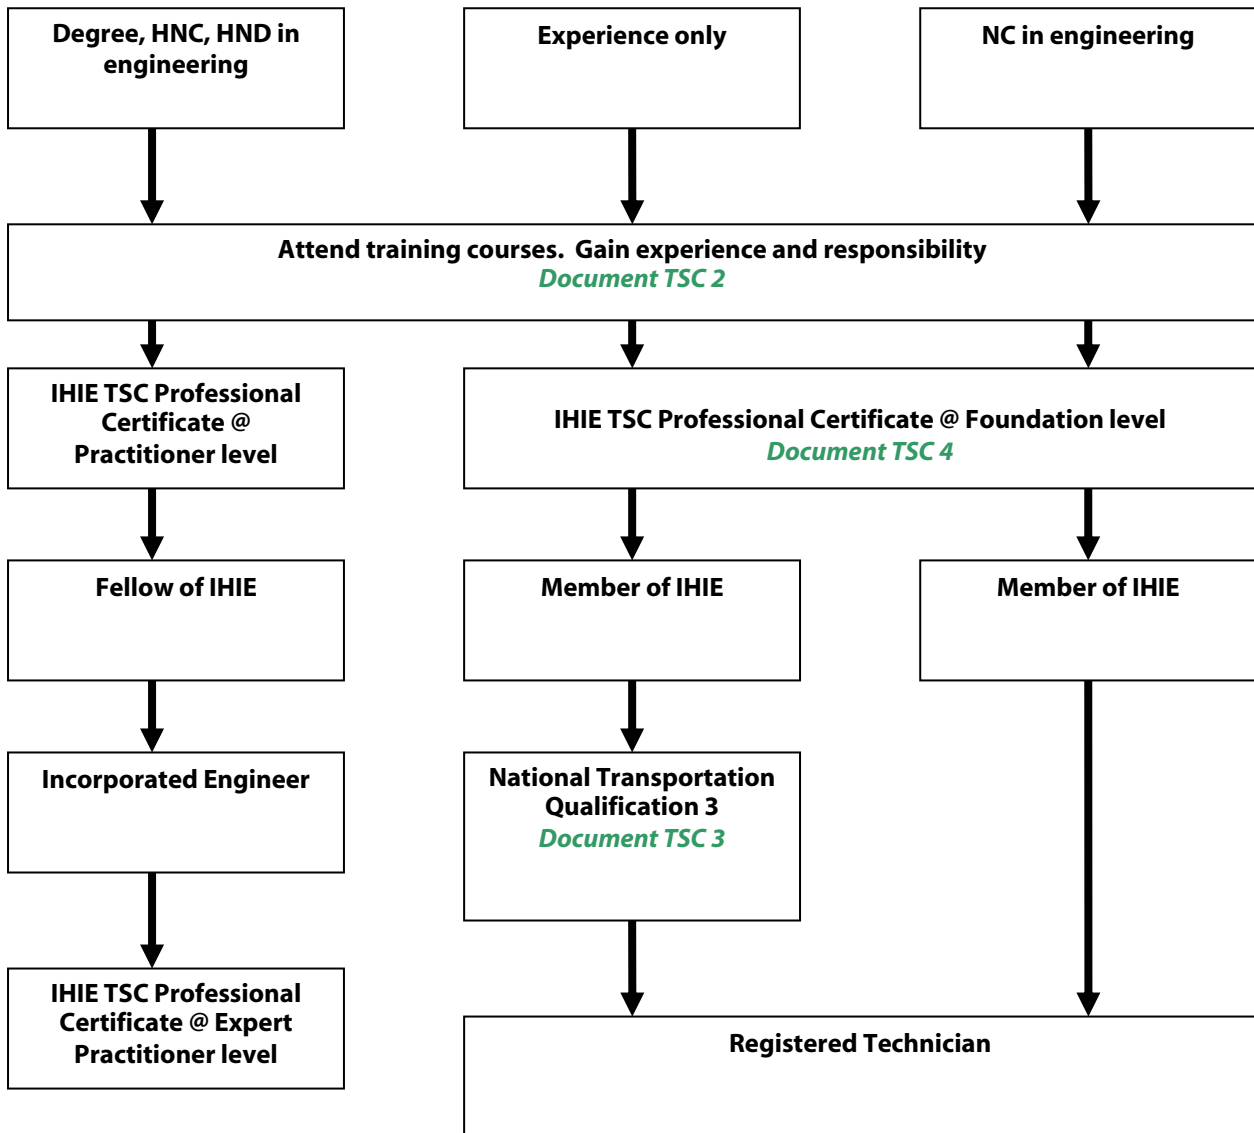 Degree, HNC, HND in
engineering
Experience only
NC in engineering
Attend training courses.  Gain experience and responsibility
Document TSC 2
IHIE TSC Professional
Certificate @
Practitioner level
IHIE TSC Professional Certificate @ Foundation level
Document TSC 4
Fellow of IHIE
Member of IHIE
Member of IHIE
Incorporated Engineer
National Transportation
Qualification 3
Document TSC 3
IHIE TSC Professional
Certificate @ Expert
Practitioner level
Registered Technician